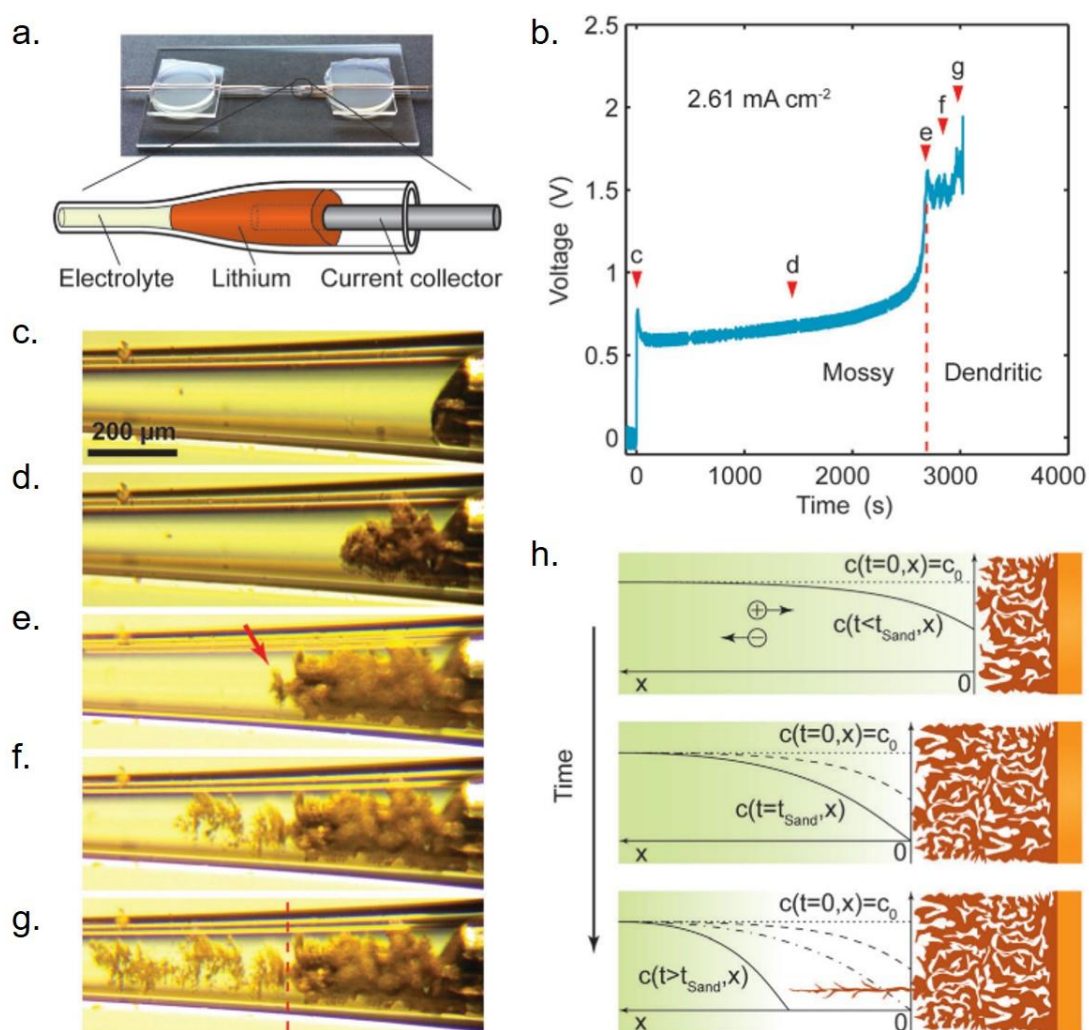 a.
Electrolyte
Lithium
Current collector
b.
2.61 mA cm⁻²
Voltage (V)
2.5
2
1.5
1
0.5
0
c
d
e
f
g
Mossy
Dendritic
0
1000
2000
3000
4000
Time (s)
c.
200 µm
d.
e.
f.
g.
h.
Time
c(t=0,x)=c₀
+
−
c(t<t_Sand,x)
x
0
c(t=0,x)=c₀
c(t=t_Sand,x)
x
0
c(t=0,x)=c₀
c(t>t_Sand,x)
x
0